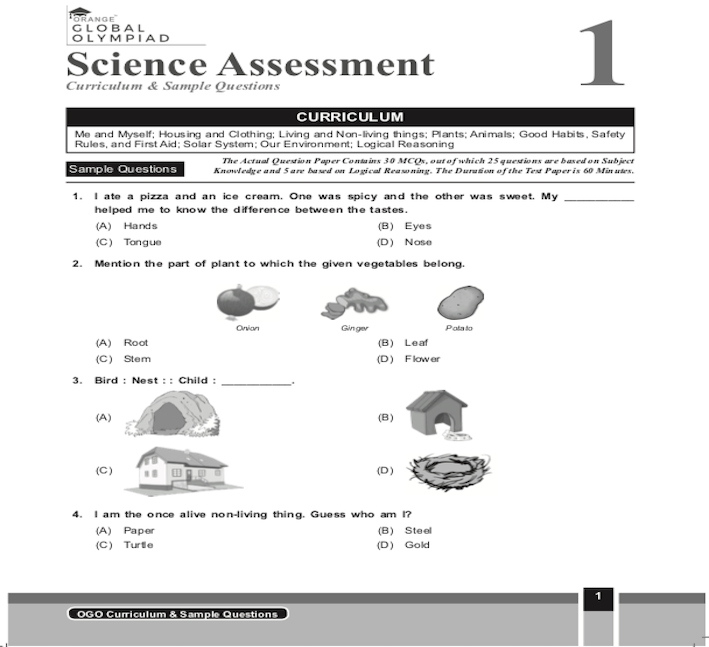 ORANGE
GLOBAL
OLYMPIAD
1
Science Assessment
Curriculum & Sample Questions
CURRICULUM
Me and Myself; Housing and Clothing; Living and Non-living things; Plants; Animals; Good Habits, Safety
Rules, and First Aid; Solar System; Our Environment; Logical Reasoning
Sample Questions
The Actual Question Paper Contains 30 MCQs, out of which 25 questions are based on Subject
Knowledge and 5 are based on Logical Reasoning. The Duration of the Test Paper is 60 Minutes.
1. I ate a pizza and an ice cream. One was spicy and the other was sweet. My ___________
helped me to know the difference between the tastes.
(A) Hands (B) Eyes
(C) Tongue (D) Nose
2. Mention the part of plant to which the given vegetables belong.
Onion Ginger Potato
(A) Root (B) Leaf
(C) Stem (D) Flower
3. Bird : Nest : : Child : ___________.
(A) (B)
(C) (D)
4. I am the once alive non-living thing. Guess who am I?
(A) Paper (B) Steel
(C) Turtle (D) Gold
1
OGO Curriculum & Sample Questions